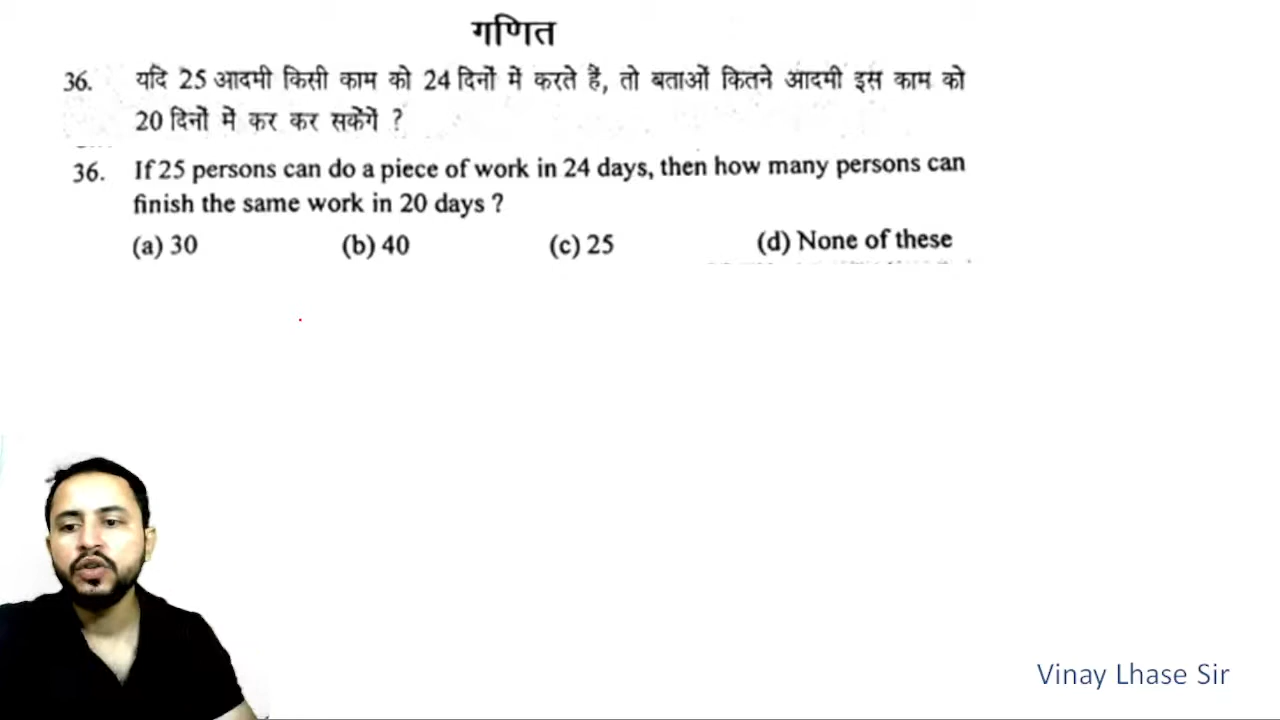 गणित
36. यदि 25 आदमी किसी काम को 24 दिनों में करते हैं, तो बताओं कितने आदमी इस काम को
20 दिनों में कर कर सकेंगें ?
36. If 25 persons can do a piece of work in 24 days, then how many persons can
finish the same work in 20 days ?
(a) 30 (b) 40 (c) 25 (d) None of these
Vinay Lhase Sir